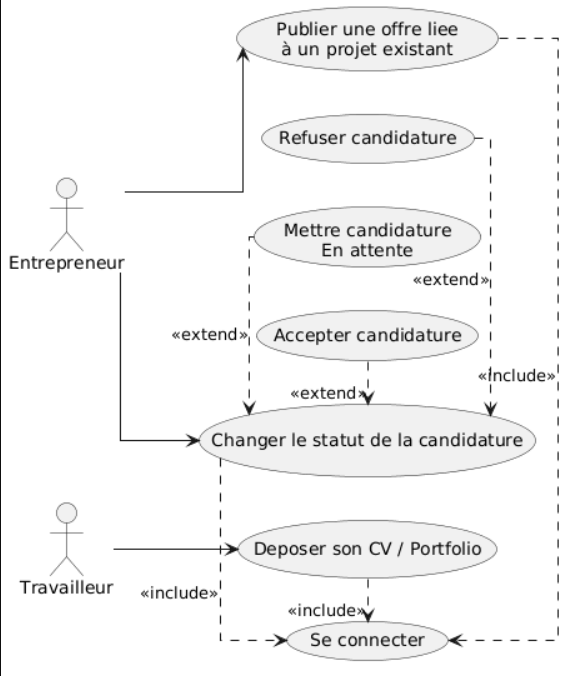 Publier une offre liee
à un projet existant
Refuser candidature
Mettre candidature
En attente
Entrepreneur
«extend»
«extend»
Accepter candidature
«include»
«extend»
Changer le statut de la candidature
Deposer son CV / Portfolio
Travailleur
«include»
«include»
Se connecter